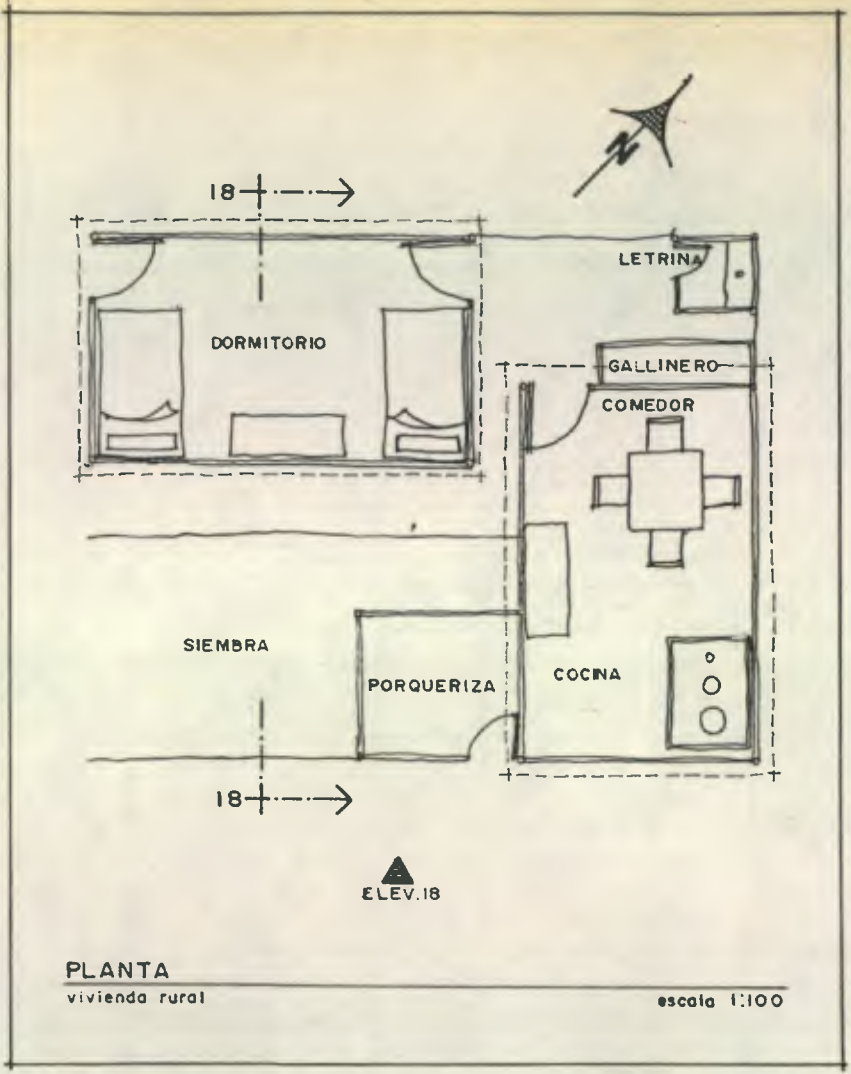 N
18
LETRINA
DORMITORIO
GALLINERO
COMEDOR
SIEMBRA
PORQUERIZA
COCINA
18
ELEV.18
PLANTA
vivienda rural
escala 1:100